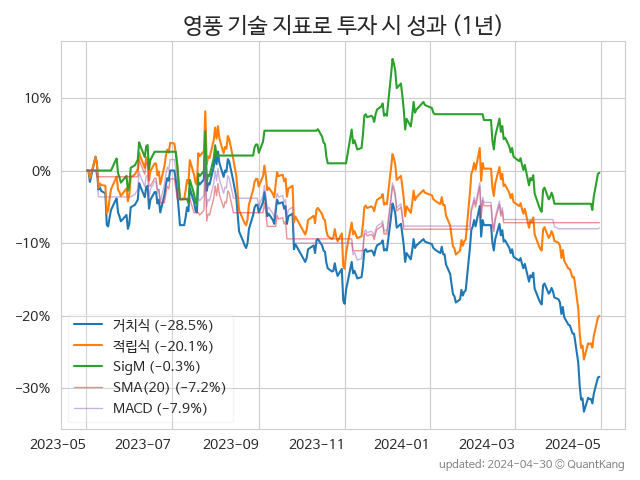 영풍 기술 지표로 투자 시 성과 (1년)
10%
0%
−10%
−20%
−30%
거치식 (−28.5%)
적립식 (−20.1%)
SigM (−0.3%)
SMA(20) (−7.2%)
MACD (−7.9%)
2023−05 2023−07 2023−09 2023−11 2024−01 2024−03 2024−05
updated: 2024−04−30 © QuantKang